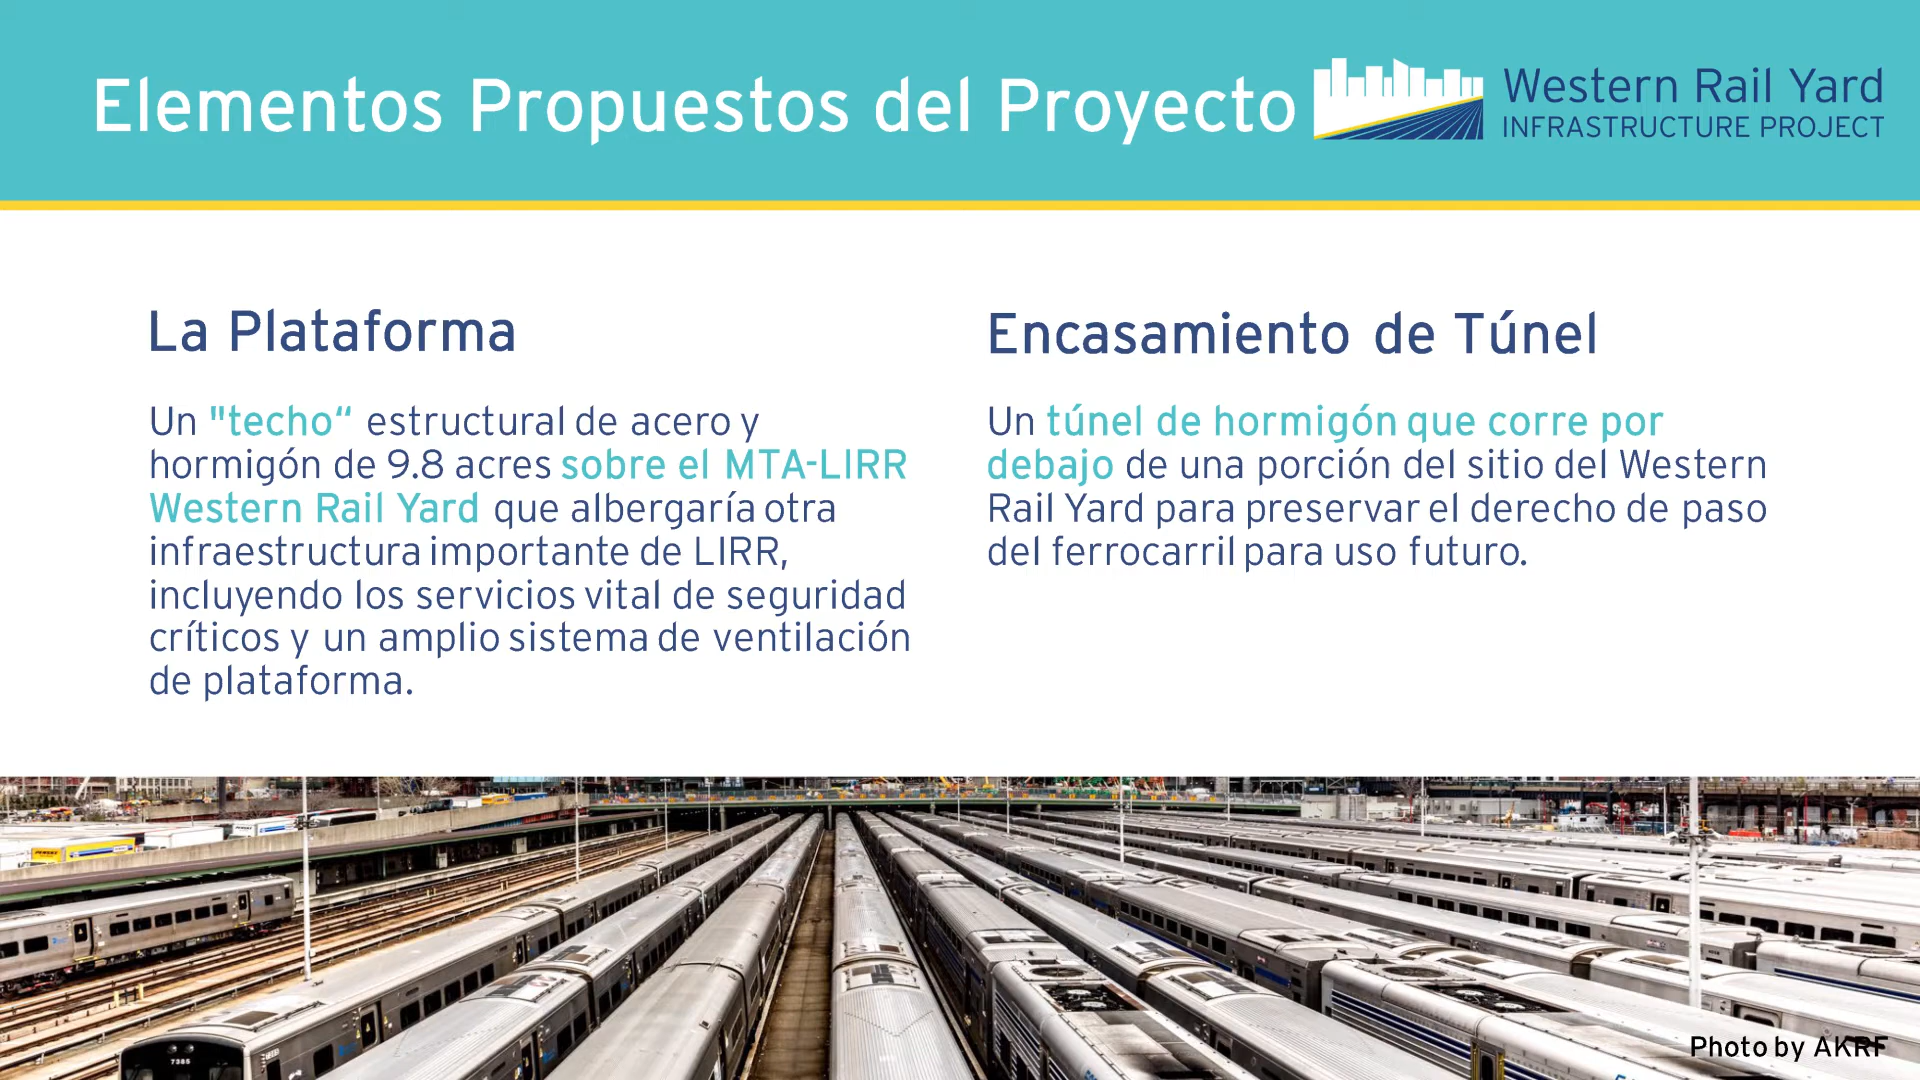 Elementos Propuestos del Proyecto
Western Rail Yard
INFRASTRUCTURE PROJECT
La Plataforma
Un "techo“ estructural de acero y
hormigón de 9.8 acres sobre el MTA-LIRR
Western Rail Yard que albergaría otra
infraestructura importante de LIRR,
incluyendo los servicios vital de seguridad
críticos y un amplio sistema de ventilación
de plataforma.
Encasamiento de Túnel
Un túnel de hormigón que corre por
debajo de una porción del sitio del Western
Rail Yard para preservar el derecho de paso
del ferrocarril para uso futuro.
7385
Photo by AKRF